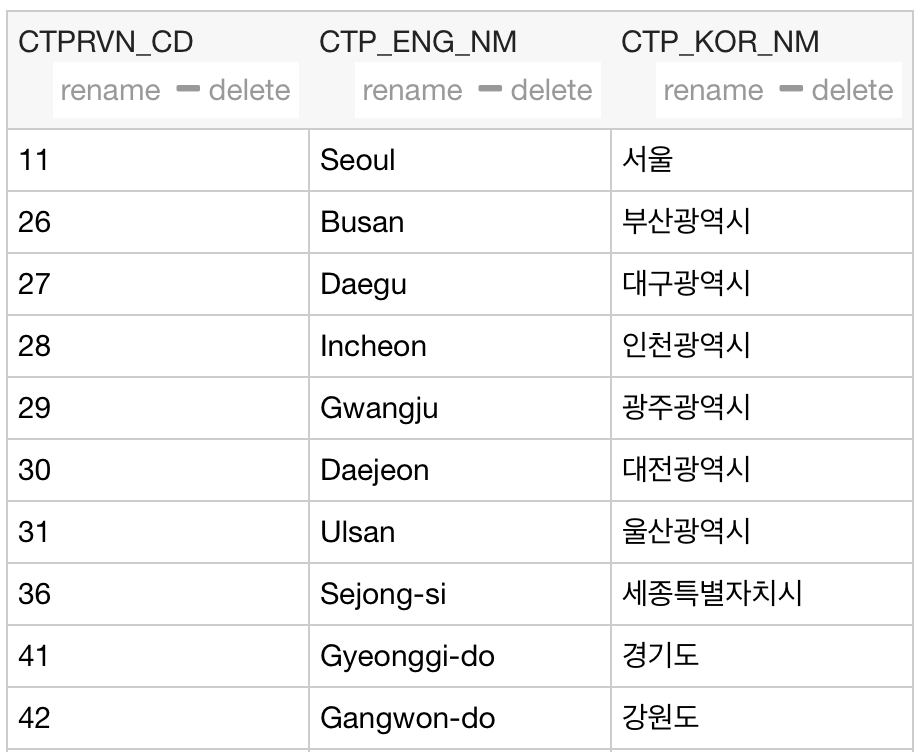 CTPRVN_CD CTP_ENG_NM CTP_KOR_NM
rename delete rename delete rename delete
11 Seoul 서울
26 Busan 부산광역시
27 Daegu 대구광역시
28 Incheon 인천광역시
29 Gwangju 광주광역시
30 Daejeon 대전광역시
31 Ulsan 울산광역시
36 Sejong-si 세종특별자치시
41 Gyeonggi-do 경기도
42 Gangwon-do 강원도